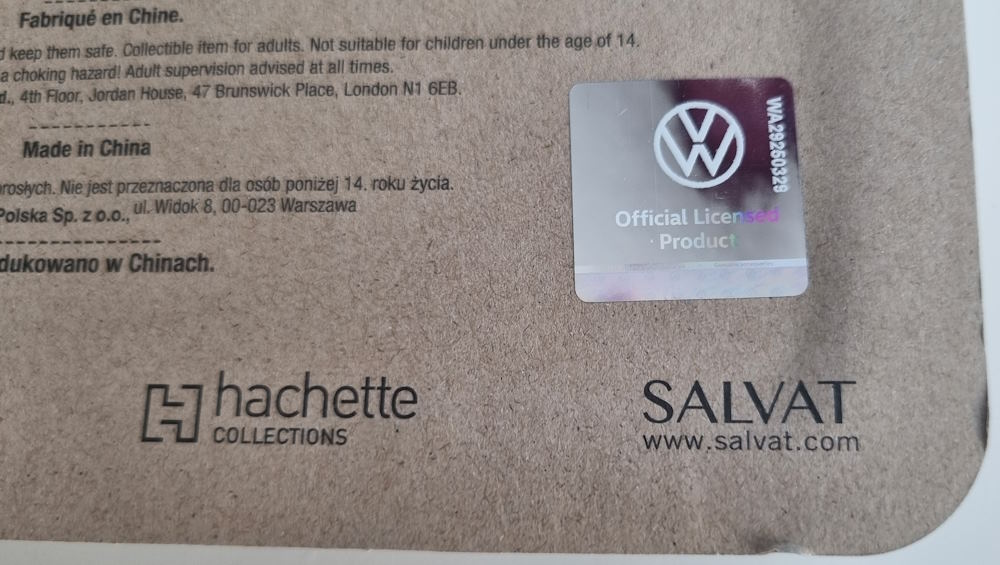 Fabriqué en Chine.
keep them safe. Collectible item for adults. Not suitable for children under the age of 14.
a choking hazard! Adult supervision advised at all times.
4th Floor, Jordan House, 47 Brunswick Place, London N1 6EB.
Made in China
Nie jest przeznaczona dla osób poniżej 14. roku życia.
Polska Sp. z o.o., ul. Widok 8, 00-023 Warszawa
w Chinach.
VW
WA29250329
Official Licensed
Product
hachette
COLLECTIONS
SALVAT
www.salvat.com